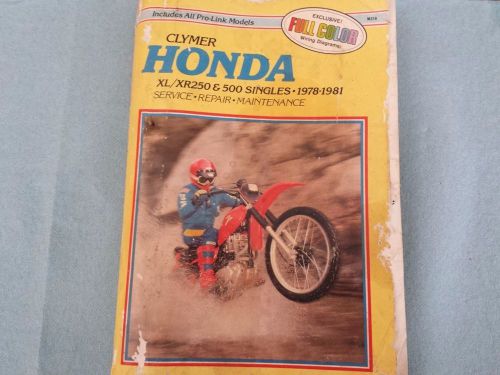 Includes All Pro-Link Models
EXCLUSIVE!
FULL COLOR
Wiring Diagrams!
M318
CLYMER
HONDA
XL/XR250 & 500 SINGLES • 1978-1981
SERVICE • REPAIR • MAINTENANCE